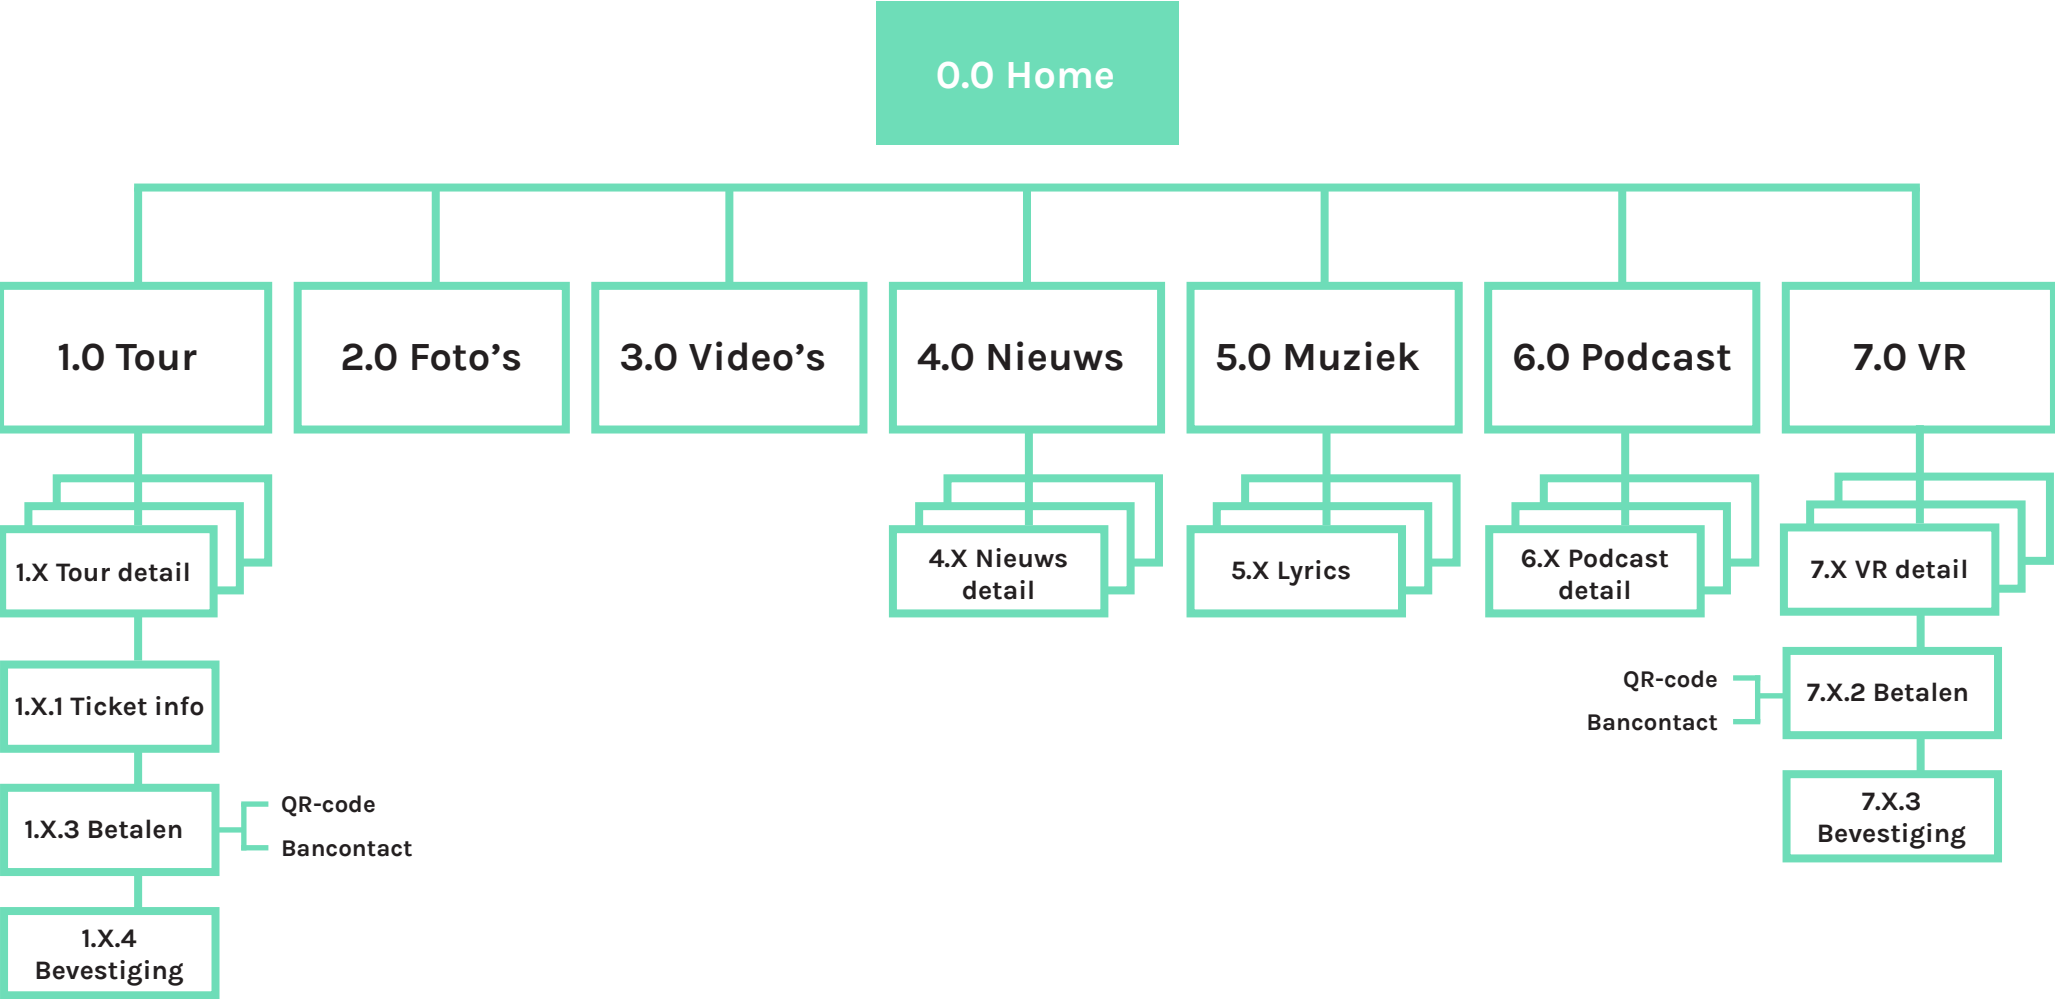 0.0 Home
1.0 Tour
2.0 Foto’s
3.0 Video’s
4.0 Nieuws
5.0 Muziek
6.0 Podcast
7.0 VR
1.X Tour detail
4.X Nieuws
detail
5.X Lyrics
6.X Podcast
detail
7.X VR detail
1.X.1 Ticket info
QR-code
Bancontact
7.X.2 Betalen
1.X.3 Betalen
QR-code
Bancontact
7.X.3
Bevestiging
1.X.4
Bevestiging